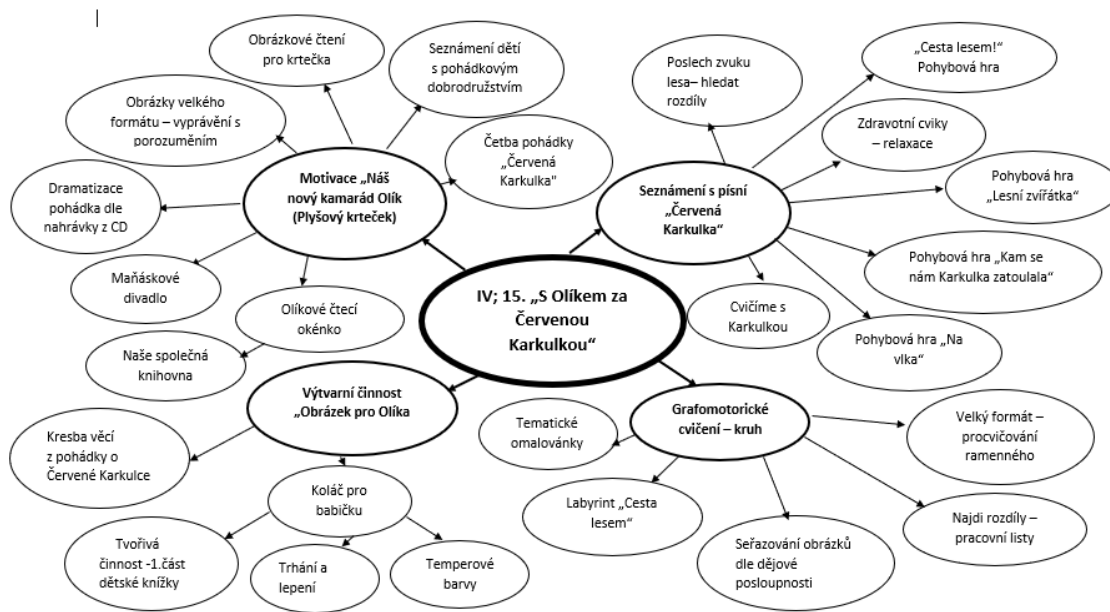 Obrázkové čtení
pro krtečka
Seznámení dětí
s pohádkovým
dobrodružstvím
Obrázky velkého
formátu – vyprávění s
porozuměním
Četba pohádky
„Červená
Karkulka"
Motivace „Náš
nový kamarád Olík
(Plyšový krteček)
Dramatizace
pohádka dle
nahrávky z CD
Maňáskové
divadlo
Olíkové čtecí
okénko
Naše společná
knihovna
Poslech zvuku
lesa– hledat
rozdíly
„Cesta lesem!“
Pohybová hra
Zdravotní cviky
– relaxace
Seznámení s písní
„Červená
Karkulka“
Pohybová hra
„Lesní zvířátka“
Pohybová hra „Kam se
nám Karkulka zatoulala“
Cvičíme s
Karkulkou
Pohybová hra „Na
vlka“
IV; 15. „S Olíkem za
Červenou
Karkulkou“
Výtvarní činnost
„Obrázek pro Olíka
Kresba věcí
z pohádky o
Červené Karkulce
Koláč pro
babičku
Tvořivá
činnost -1.část
dětské knížky
Trhání a
lepení
Temperové
barvy
Grafomotorické
cvičení – kruh
Tematické
omalovánky
Labyrint „Cesta
lesem“
Seřazování obrázků
dle dějové
posloupnosti
Velký formát –
procvičování
ramenného
Najdi rozdíly –
pracovní listy